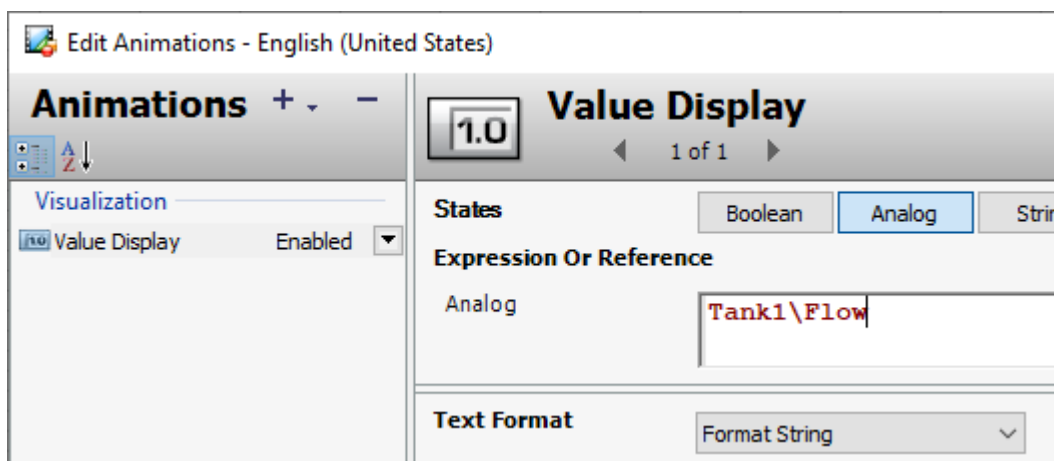 Edit Animations - English (United States)
Animations + -
A
Z
Visualization
Value Display Enabled
1.0
Value Display
1 of 1
States Boolean Analog Strin
Expression Or Reference
Analog Tank1\Flow
Text Format Format String